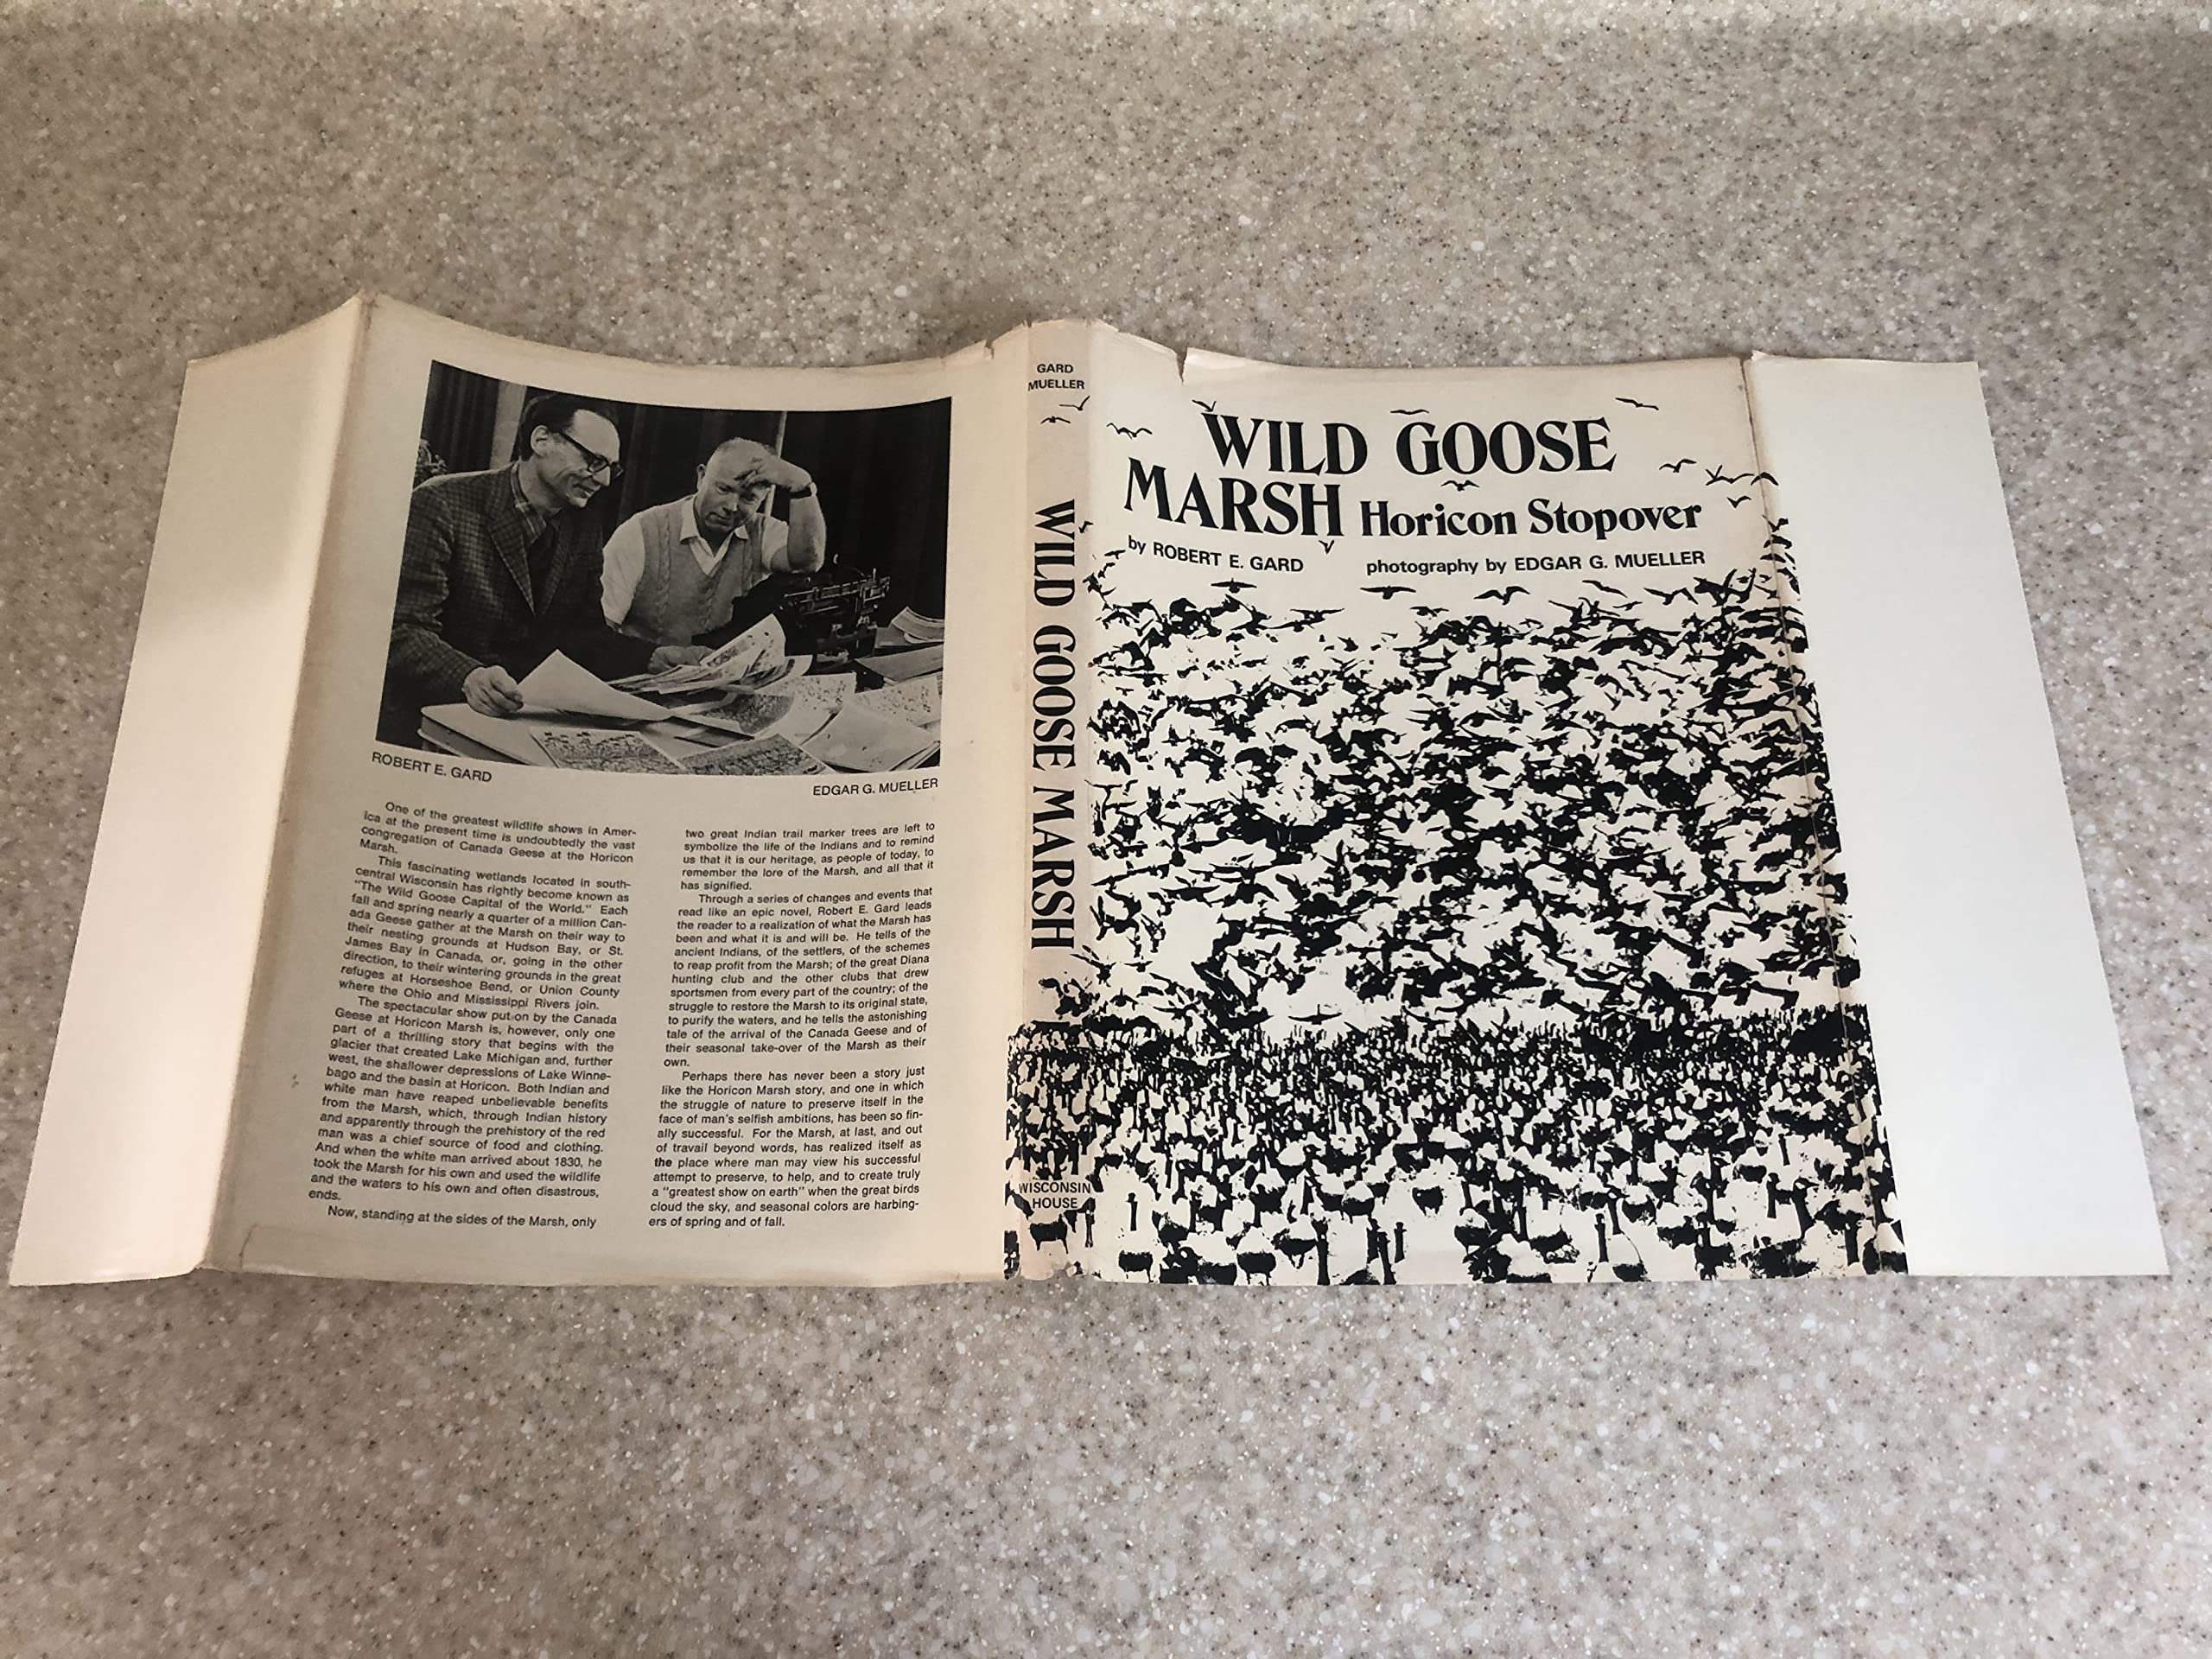 ROBERT E. GARD
EDGAR G. MUELLER
One of the greatest wildlife shows in Amer-
ica at the present time is undoubtedly the vast
congregation of Canada Geese at the Horicon
Marsh.
This fascinating wetlands located in south-
central Wisconsin has rightly become known as
"The Wild Goose Capital of the World." Each
fall and spring nearly a quarter of a million Can-
ada Geese gather at the Marsh on their way to
their nesting grounds at Hudson Bay, or St.
James Bay in Canada, or, going in the other
direction, to their wintering grounds in the great
refuges at Horseshoe Bend, or Union County
where the Ohio and Mississippi Rivers join.
The spectacular show put on by the Canada
Geese at Horicon Marsh is, however, only one
part of a thrilling story that begins with the
glacier that created Lake Michigan and, further
west, the shallower depressions of Lake Winne-
bago and the basin at Horicon. Both Indian and
white man have reaped unbelievable benefits
from the Marsh, which, through Indian history
and apparently through the prehistory of the red
man was a chief source of food and clothing.
And when the white man arrived about 1830, he
took the Marsh for his own and used the wildlife
and the waters to his own and often disastrous,
ends.
Now, standing at the sides of the Marsh, only
two great Indian trail marker trees are left to
symbolize the life of the Indians and to remind
us that it is our heritage, as people of today, to
remember the lore of the Marsh, and all that it
has signified.
Through a series of changes and events that
read like an epic novel, Robert E. Gard leads
the reader to a realization of what the Marsh has
been and what it is and will be. He tells of the
ancient Indians, of the settlers, of the schemes
to reap profit from the Marsh; of the great Diana
hunting club and the other clubs that drew
sportsmen from every part of the country; of the
struggle to restore the Marsh to its original state,
to purify the waters, and he tells the astonishing
tale of the arrival of the Canada Geese and of
their seasonal take-over of the Marsh as their
own.
Perhaps there has never been a story just
like the Horicon Marsh story, and one in which
the struggle of nature to preserve itself in the
face of man's selfish ambitions, has been so fin-
ally successful. For the Marsh, at last, and out
of travail beyond words, has realized itself as
the place where man may view his successful
attempt to preserve, to help, and to create truly
a "greatest show on earth" when the great birds
cloud the sky, and seasonal colors are harbing-
ers of spring and of fall.
GARD
MUELLER
WILD GOOSE MARSH
WISCONSIN
HOUSE
WILD GOOSE
MARSH Horicon Stopover
by ROBERT E. GARD photography by EDGAR G. MUELLER